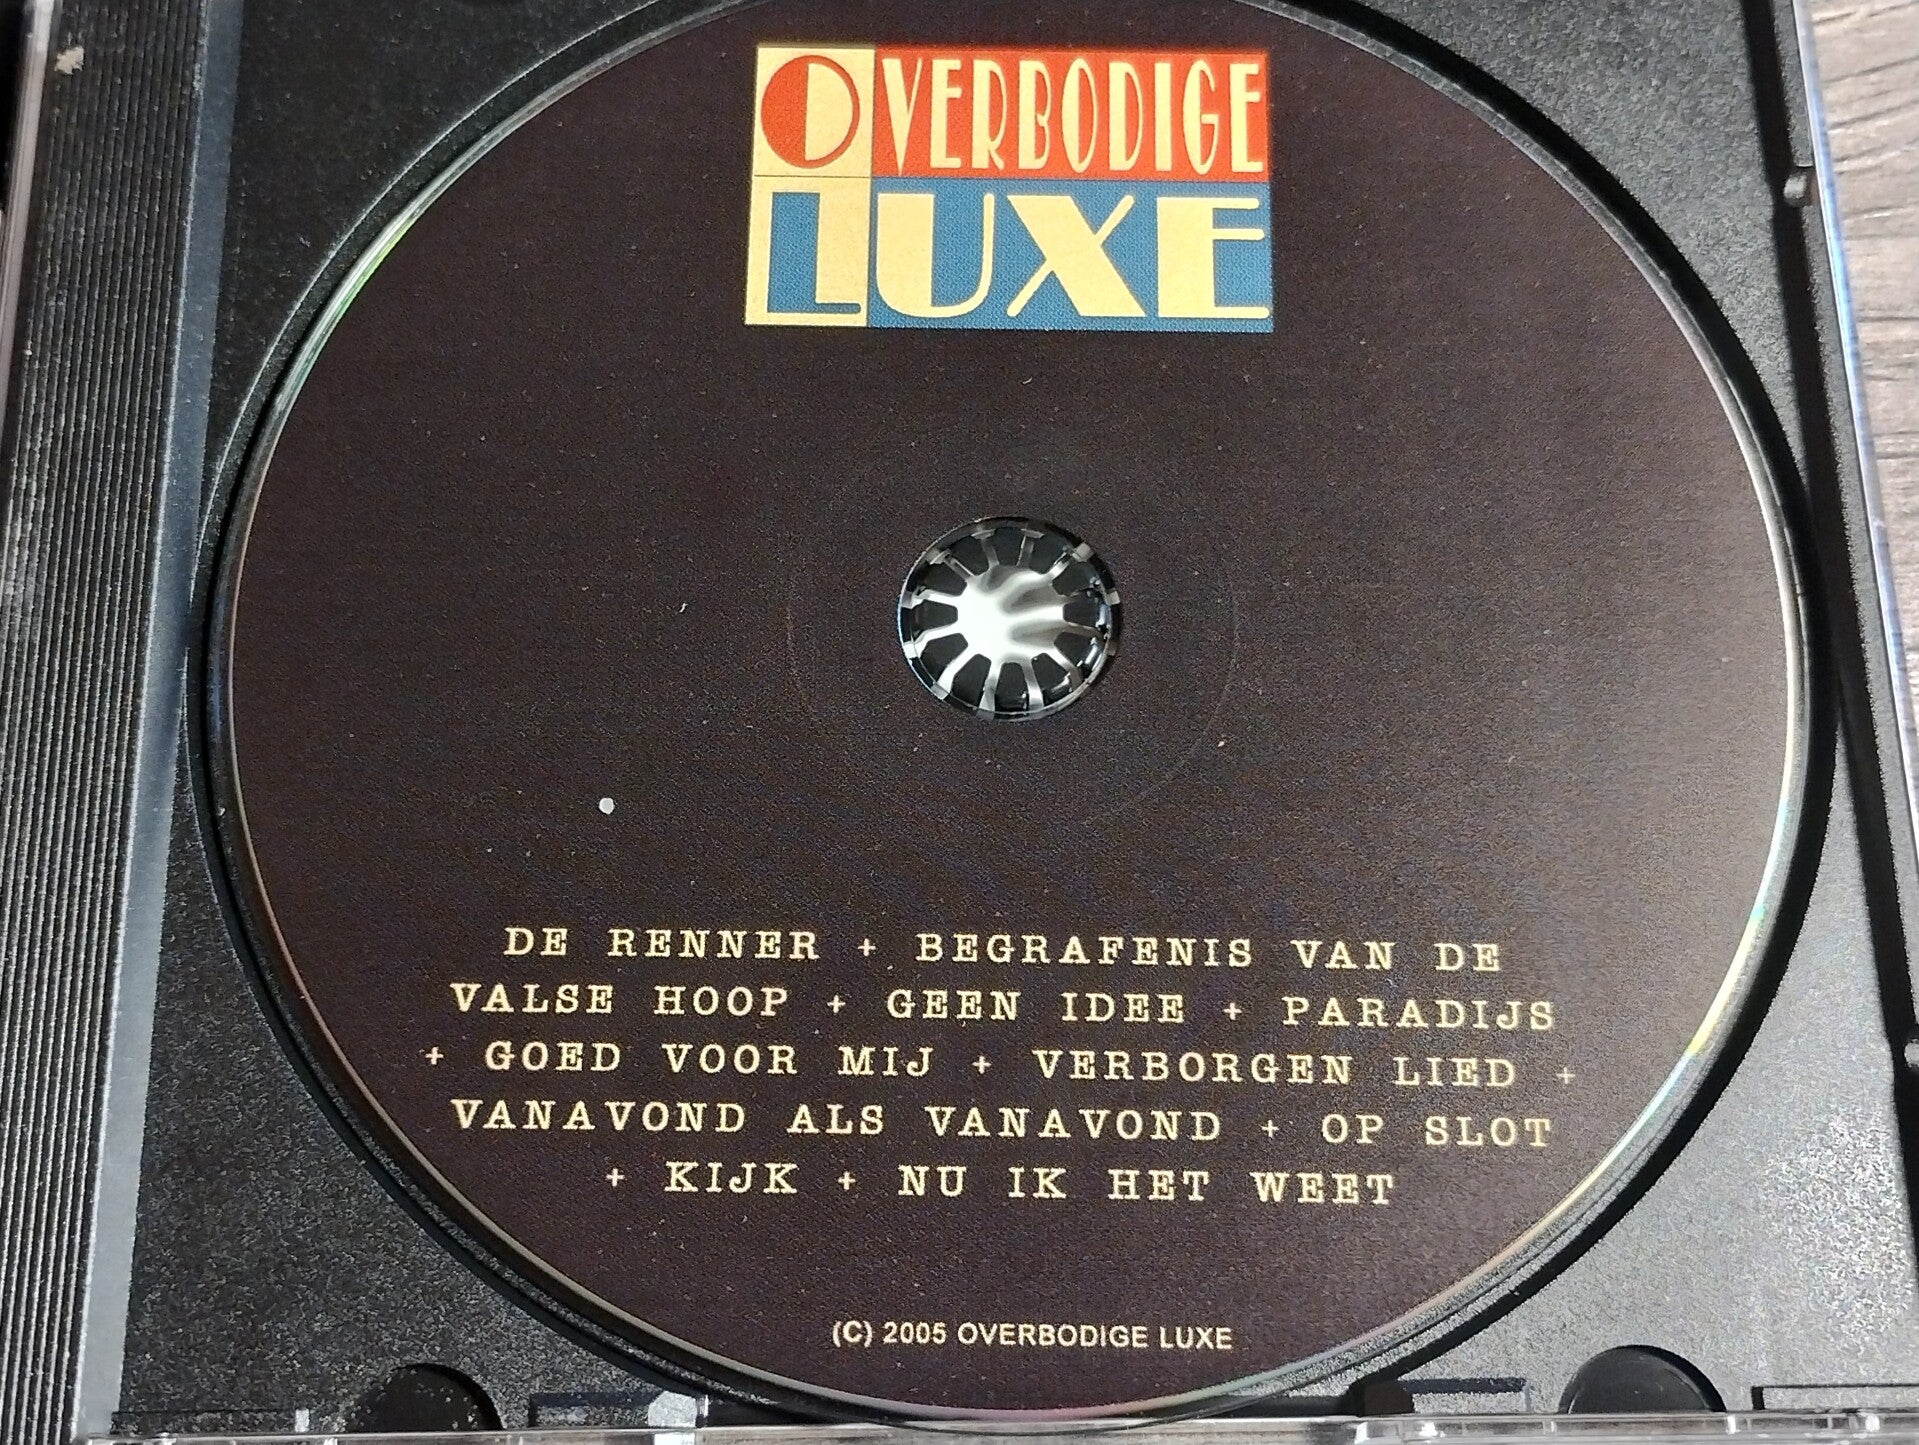 OVERBODIGE
LUXE
DE RENNER + BEGRAFENIS VAN DE
VALSE HOOP + GEEN IDEE + PARADIJS
+ GOED VOOR MIJ + VERBORGEN LIED +
VANAVOND ALS VANAVOND + OP SLOT
+ KIJK + NU IK HET WEET
(C) 2005 OVERBODIGE LUXE